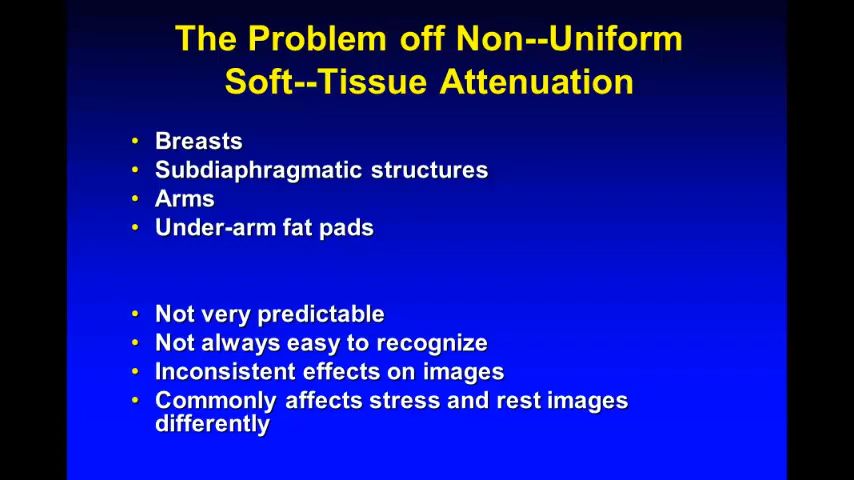 The Problem off Non--Uniform
Soft--Tissue Attenuation
• Breasts
• Subdiaphragmatic structures
• Arms
• Under-arm fat pads
• Not very predictable
• Not always easy to recognize
• Inconsistent effects on images
• Commonly affects stress and rest images
differently